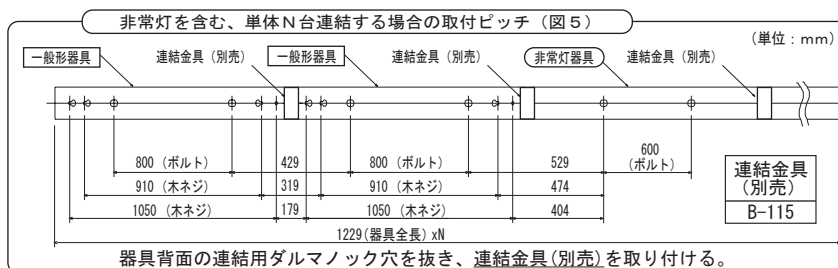 非常灯を含む、単体N台連結する場合の取付ピッチ（図5）
(単位：mm)
一般形器具 連結金具（別売） 一般形器具 連結金具（別売） 非常灯器具 連結金具（別売）
800 (ボルト) 429 800 (ボルト) 529 600 (ボルト)
910 (木ネジ) 319 910 (木ネジ) 474
1050 (木ネジ) 179 1050 (木ネジ) 404
1229(器具全長) xN
連結金具
(別売)
B-115
器具背面の連結用ダルマノック穴を抜き、連結金具(別売)を取り付ける。